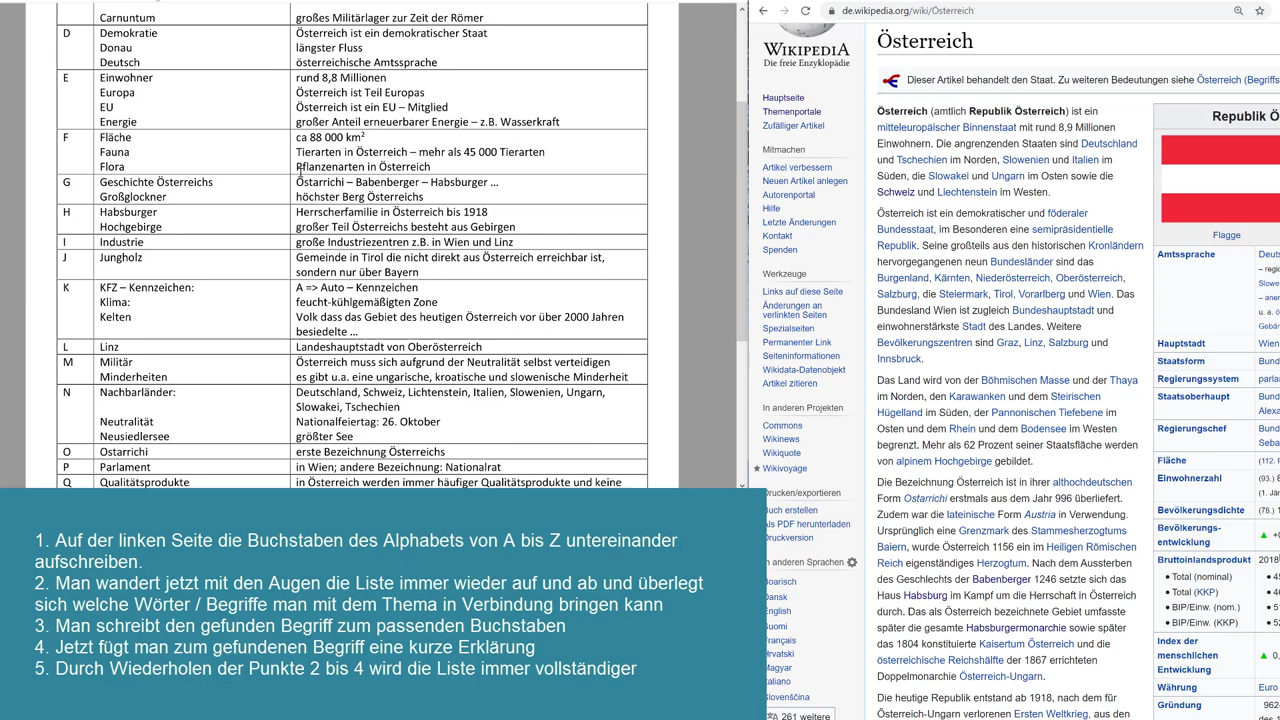 Carnuntum großes Militärlager zur Zeit der Römer
D Demokratie Österreich ist ein demokratischer Staat
Donau längster Fluss
Deutsch österreichische Amtssprache
E Einwohner rund 8,8 Millionen
Europa Österreich ist Teil Europas
EU Österreich ist ein EU – Mitglied
Energie großer Anteil erneuerbarer Energie – z.B. Wasserkraft
F Fläche ca 88 000 km²
Fauna Tierarten in Österreich – mehr als 45 000 Tierarten
Flora Pflanzenarten in Österreich
G Geschichte Österreichs Östarrichi – Babenberger – Habsburger ...
Großglockner höchster Berg Österreichs
H Habsburger Herrscherfamilie in Österreich bis 1918
Hochgebirge großer Teil Österreichs besteht aus Gebirgen
I Industrie große Industriezentren z.B. in Wien und Linz
J Jungholz Gemeinde in Tirol die nicht direkt aus Österreich erreichbar ist,
sondern nur über Bayern
K KFZ – Kennzeichen: A => Auto – Kennzeichen
Klima: feucht-kühlgemäßigten Zone
Kelten Volk dass das Gebiet des heutigen Österreich vor über 2000 Jahren
besiedelte ...
L Linz Landeshauptstadt von Oberösterreich
M Militär Österreich muss sich aufgrund der Neutralität selbst verteidigen
Minderheiten es gibt u.a. eine ungarische, kroatische und slowenische Minderheit
N Nachbarländer: Deutschland, Schweiz, Lichtenstein, Italien, Slowenien, Ungarn,
Slowakei, Tschechien
Neutralität Nationalfeiertag: 26. Oktober
Neusiedlersee größter See
O Ostarrichi erste Bezeichnung Österreichs
P Parlament in Wien; andere Bezeichnung: Nationalrat
Q Qualitätsprodukte in Österreich werden immer häufiger Qualitätsprodukte und keine
1. Auf der linken Seite die Buchstaben des Alphabets von A bis Z untereinander
aufschreiben.
2. Man wandert jetzt mit den Augen die Liste immer wieder auf und ab und überlegt
sich welche Wörter / Begriffe man mit dem Thema in Verbindung bringen kann
3. Man schreibt den gefunden Begriff zum passenden Buchstaben
4. Jetzt fügt man zum gefundenen Begriff eine kurze Erklärung
5. Durch Wiederholen der Punkte 2 bis 4 wird die Liste immer vollständiger
de.wikipedia.org/wiki/Österreich
WIKIPEDIA
Die freie Enzyklopädie
Hauptseite
Themenportale
Zufälliger Artikel
Mitmachen
Artikel verbessern
Neuen Artikel anlegen
Autorenportal
Hilfe
Letzte Änderungen
Kontakt
Spenden
Werkzeuge
Links auf diese Seite
Änderungen an
verlinkten Seiten
Spezialseiten
Permanenter Link
Seiteninformationen
Wikidata-Datenobjekt
Artikel zitieren
In anderen Projekten
Commons
Wikinews
Wikiquote
Wikivoyage
Drucken/exportieren
Buch erstellen
Als PDF herunterladen
Druckversion
n anderen Sprachen
Boarisch
Dansk
English
Suomi
Français
Hrvatski
Magyar
Italiano
Slovenščina
261 weitere
Österreich
Dieser Artikel behandelt den Staat. Zu weiteren Bedeutungen siehe Österreich (Begriffs
Österreich (amtlich Republik Österreich) ist ein
mitteleuropäischer Binnenstaat mit rund 8,9 Millionen
Einwohnern. Die angrenzenden Staaten sind Deutschland
und Tschechien im Norden, Slowenien und Italien im
Süden, die Slowakei und Ungarn im Osten sowie die
Schweiz und Liechtenstein im Westen.
Österreich ist ein demokratischer und föderaler
Bundesstaat, im Besonderen eine semipräsidentielle
Republik. Seine großteils aus den historischen Kronländern
hervorgegangenen neun Bundesländer sind das
Burgenland, Kärnten, Niederösterreich, Oberösterreich,
Salzburg, die Steiermark, Tirol, Vorarlberg und Wien. Das
Bundesland Wien ist zugleich Bundeshauptstadt und
einwohnerstärkste Stadt des Landes. Weitere
Bevölkerungszentren sind Graz, Linz, Salzburg und
Innsbruck.
Das Land wird von der Böhmischen Masse und der Thaya
im Norden, den Karawanken und dem Steirischen
Hügelland im Süden, der Pannonischen Tiefebene im
Osten und dem Rhein und dem Bodensee im Westen
begrenzt. Mehr als 62 Prozent seiner Staatsfläche werden
von alpinem Hochgebirge gebildet.
Die Bezeichnung Österreich ist in ihrer althochdeutschen
Form Ostarrichi erstmals aus dem Jahr 996 überliefert.
Zudem war die lateinische Form Austria in Verwendung.
Ursprünglich eine Grenzmark des Stammesherzogtums
Baiern, wurde Österreich 1156 ein im Heiligen Römischen
Reich eigenständiges Herzogtum. Nach dem Aussterben
des Geschlechts der Babenberger 1246 setzte sich das
Haus Habsburg im Kampf um die Herrschaft in Österreich
durch. Das als Österreich bezeichnete Gebiet umfasste
später die gesamte Habsburgermonarchie sowie später
das 1804 konstituierte Kaisertum Österreich und die
österreichische Reichshälfte der 1867 errichteten
Doppelmonarchie Österreich-Ungarn.
Die heutige Republik entstand ab 1918, nach dem für
Österreich-Ungarn verlorenen Ersten Weltkrieg, aus den
Republik Ö
Flagge
Amtssprache Deuts
– regio
Slowe
– aner
u. a. ö
Gebär
Hauptstadt Wien
Staatsform
Regierungssystem parla
Staatsoberhaupt Bund
Alexa
Regierungschef Bund
Seba
Fläche (112. F
Einwohnerzahl (93.) 8
(1. Jä
Bevölkerungsdichte (78.) 1
Bevölkerungs-
entwicklung +0
Bruttoinlandsprodukt 2018
• Total (nominal)
• Total (KKP)
• BIP/Einw. (nom.)
• BIP/Einw. (KKP)
Index der
menschlichen
Entwicklung 0,
Währung Euro
Gründung 962